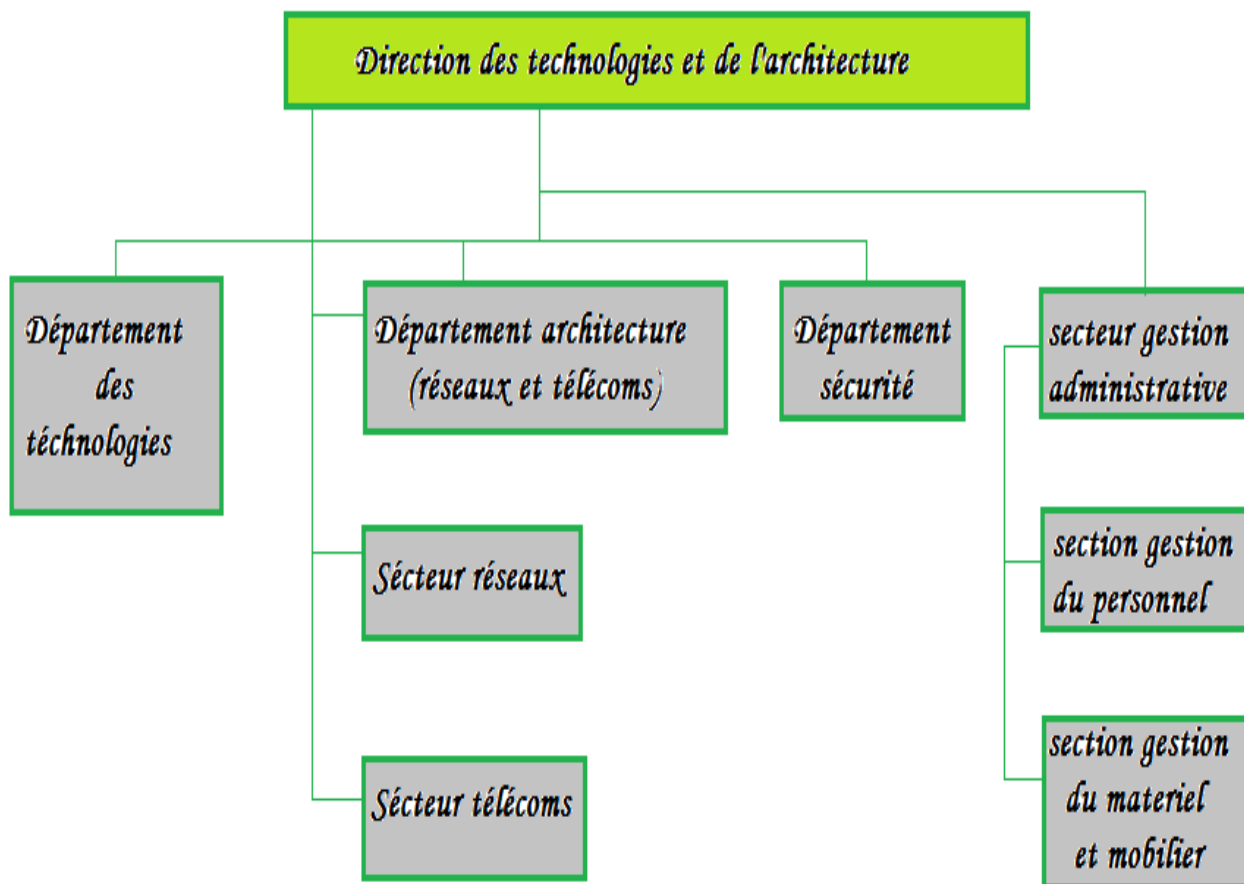 Direction des technologies et de l'architecture
Département
des
téchnologies
Département architecture
(réseaux et télécoms)
Département
sécurité
secteur gestion
administrative
Sécteur réseaux
section gestion
du personnel
Sécteur télécoms
section gestion
du materiel
et mobilier